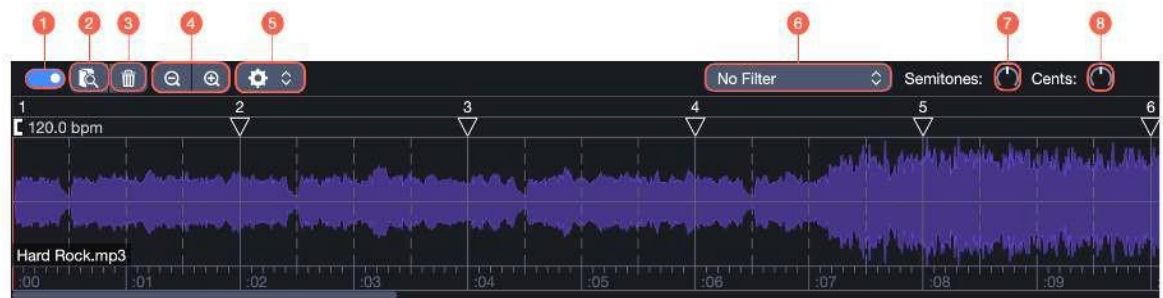 1 2 3 4 5 6 7 8
No Filter Semitones: Cents:
1 2 3 4 5 6
120.0 bpm
Hard Rock.mp3
:00 :01 :02 :03 :04 :05 :06 :07 :08 :09